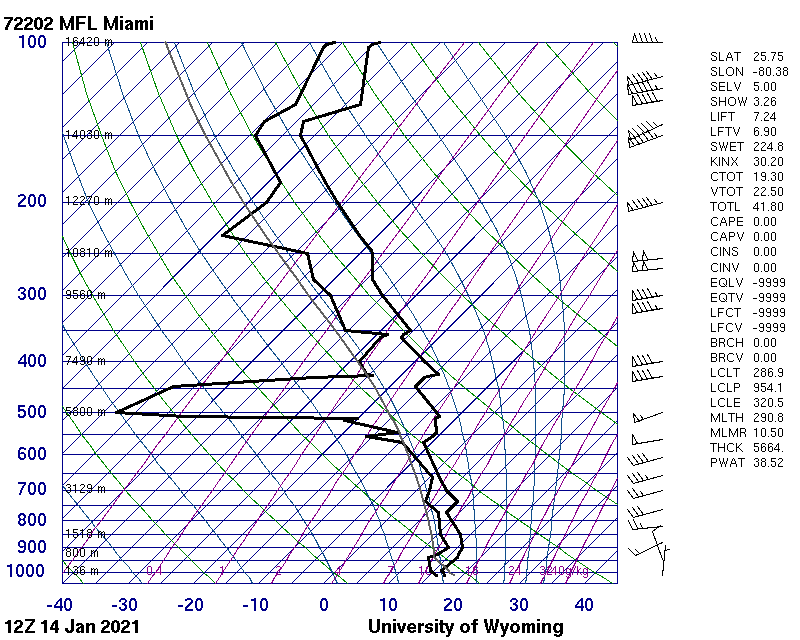 72202 MFL Miami
100
16420 m
14080 m
200
12270 m
10810 m
300
9560 m
400
7490 m
500
5800 m
600
700
3129 m
800
1519 m
900
800 m
1000
136 m
0.4 1 2 4 7 10 16 24 32 40g/kg
-40 -30 -20 -10 0 10 20 30 40
12Z 14 Jan 2021 University of Wyoming
SLAT 25.75
SLON -80.38
SELV 5.00
SHOW 3.26
LIFT 7.24
LFTV 6.90
SWET 224.8
KINX 30.20
CTOT 19.30
VTOT 22.50
TOTL 41.80
CAPE 0.00
CAPV 0.00
CINS 0.00
CINV 0.00
EQLV -9999
EQTV -9999
LFCT -9999
LFCV -9999
BRCH 0.00
BRCV 0.00
LCLT 286.9
LCLP 954.1
LCLE 320.5
MLTH 290.8
MLMR 10.50
THCK 5664.
PWAT 38.52